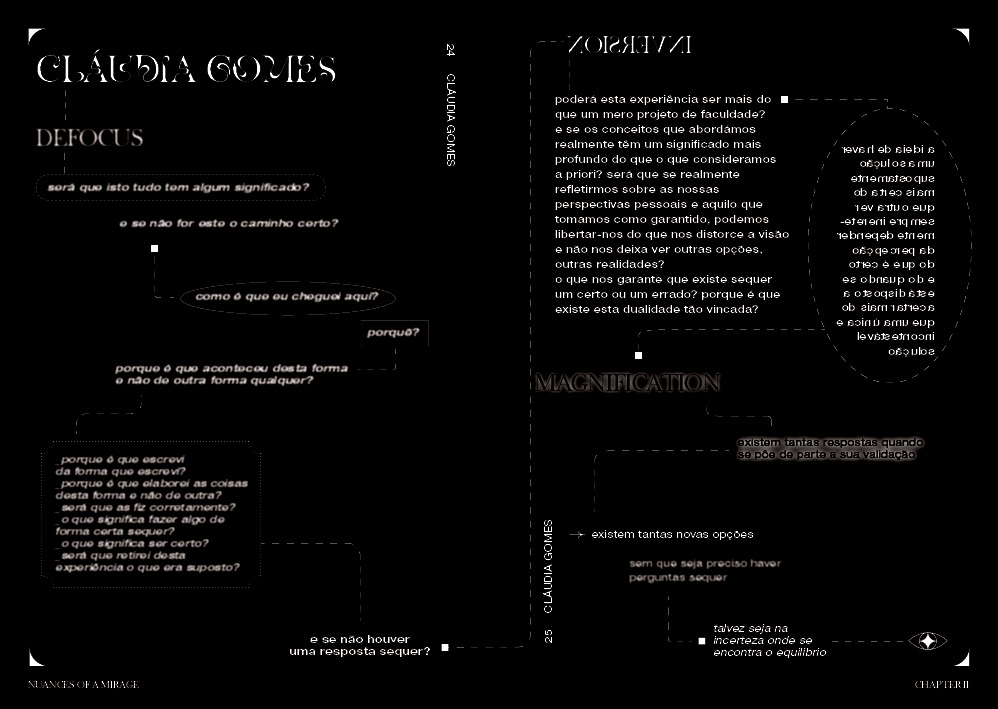 CLÁUDIA GOMES
DEFOCUS
será que isto tudo tem algum significado?
e se não for este o caminho certo?
como é que eu cheguei aqui?
porquê?
porque é que aconteceu desta forma
e não de outra forma qualquer?
_porque é que escrevi
da forma que escrevi?
_porque é que elaborei as coisas
desta forma e não de outra?
_será que as fiz corretamente?
_o que significa fazer algo de
forma certa sequer?
_o que significa ser certo?
_será que retirei desta
experiência o que era suposto?
e se não houver
uma resposta sequer?
24 CLÁUDIA GOMES
NUANCES OF A MIRAGE
INVERSION
poderá esta experiência ser mais do
que um mero projeto de faculdade?
e se os conceitos que abordámos
realmente têm um significado mais
profundo do que o que consideramos
a priori? será que se realmente
refletirmos sobre as nossas
perspectivas pessoais e aquilo que
tomamos como garantido, podemos
libertar-nos do que nos distorce a visão
e não nos deixa ver outras opções,
outras realidades?
o que nos garante que existe sequer
um certo ou um errado? porque é que
existe esta dualidade tão vincada?
a ideia de haver
uma solução
supostamente
mais certa do
que outra ver
sempre inerete-
mente depender
da percepção
do que é certo
e do quando se
está disposto a
acertar mais do
que uma única e
incontestável
solução
MAGNIFICATION
existem tantas respostas quando
se põe de parte a sua validação
→ existem tantas novas opções
sem que seja preciso haver
perguntas sequer
talvez seja na
incerteza onde se
encontra o equilíbrio
25 CLÁUDIA GOMES
CHAPTER II